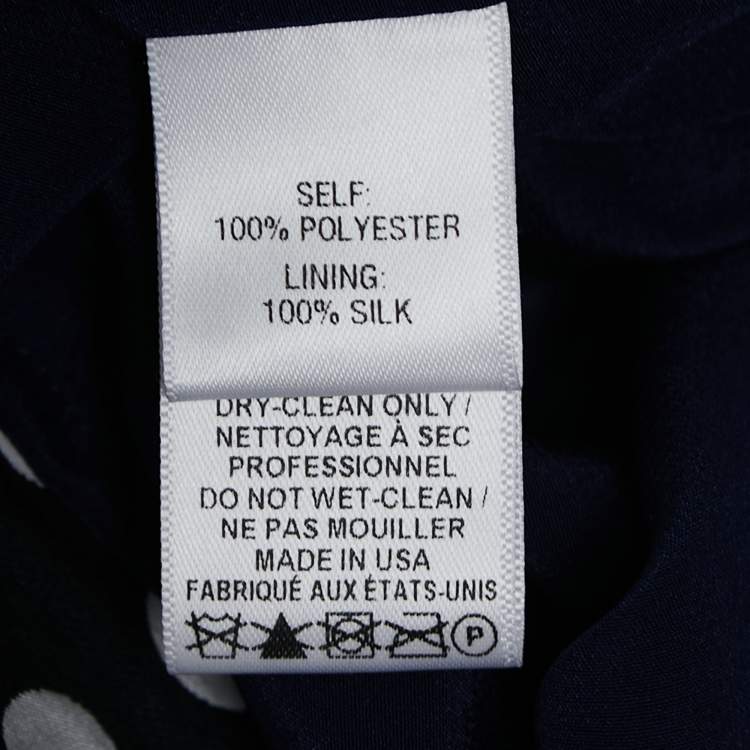 SELF:
100% POLYESTER
LINING:
100% SILK
DRY-CLEAN ONLY /
NETTOYAGE À SEC
PROFESSIONNEL
DO NOT WET-CLEAN /
NE PAS MOUILLER
MADE IN USA
FABRIQUÉ AUX ÉTATS-UNIS
P